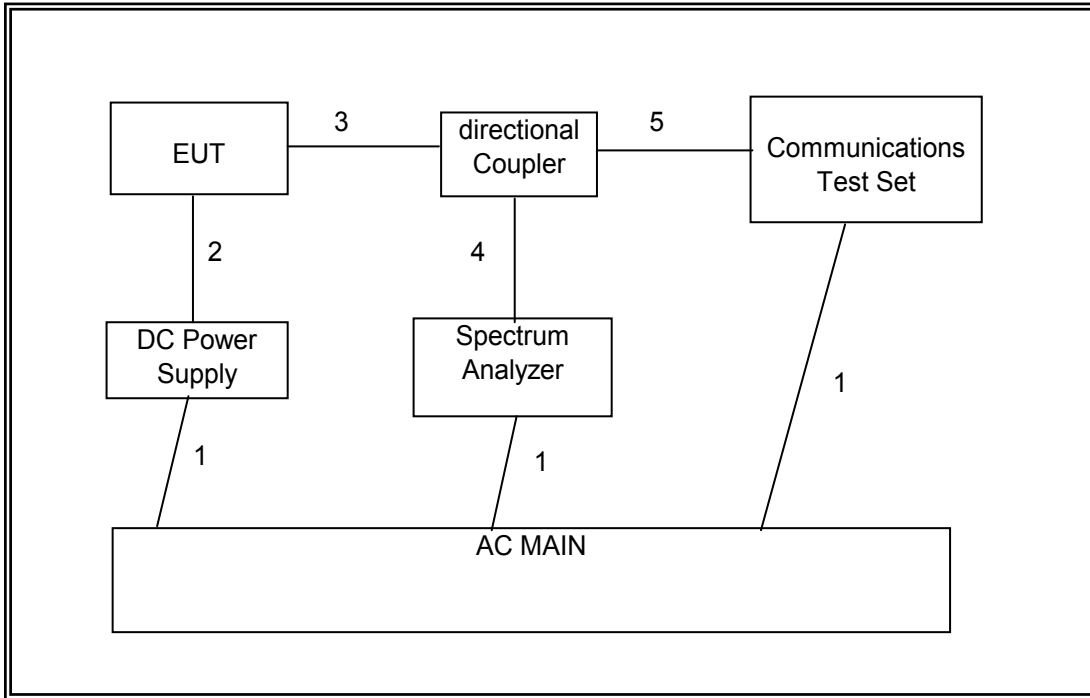 EUT
3
directional
Coupler
5
Communications
Test Set
2
4
DC Power
Supply
Spectrum
Analyzer
1
1
1
AC MAIN